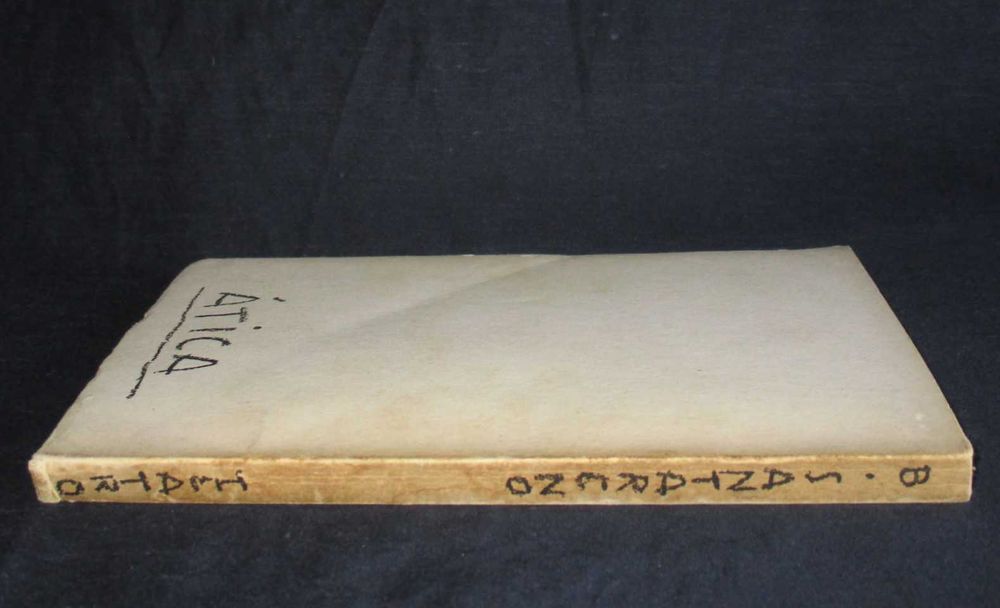 ÁTICA
B. SANTARENO
TEATRO